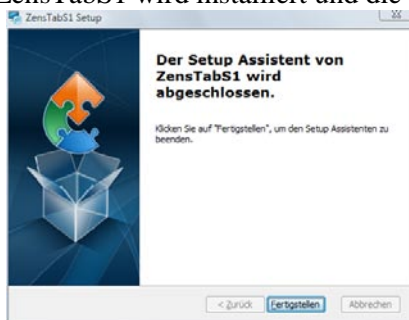 ZensTabS1 wird installiert und die
ZensTabS1 Setup
Der Setup Assistent von
ZensTabS1 wird
abgeschlossen.
Klicken Sie auf "Fertigstellen", um den Setup Assistenten zu
beenden.
< Zurück
Fertigstellen
Abbrechen